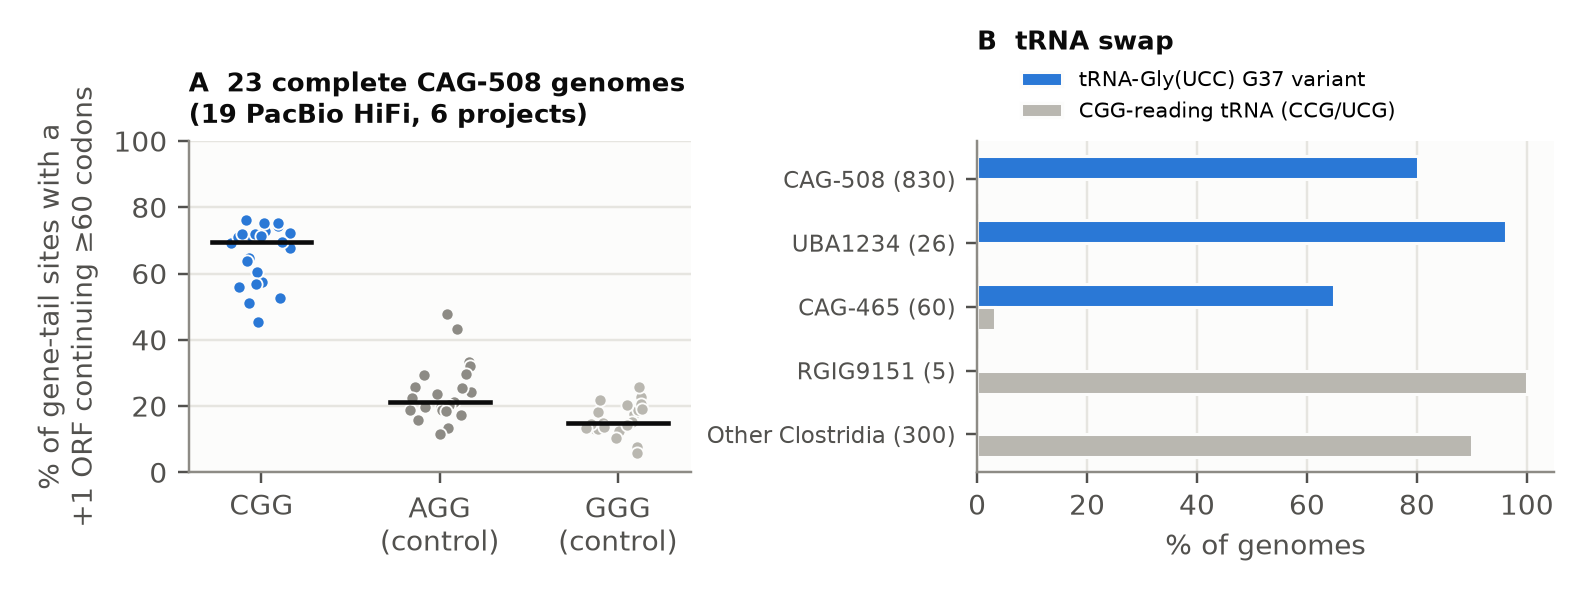 A  23 complete CAG-508 genomes
(19 PacBio HiFi, 6 projects)
% of gene-tail sites with a
+1 ORF continuing ≥60 codons
100
80
60
40
20
0
CGG
AGG
(control)
GGG
(control)
B  tRNA swap
tRNA-Gly(UCC) G37 variant
CGG-reading tRNA (CCG/UCG)
CAG-508 (830)
UBA1234 (26)
CAG-465 (60)
RGIG9151 (5)
Other Clostridia (300)
0 20 40 60 80 100
% of genomes